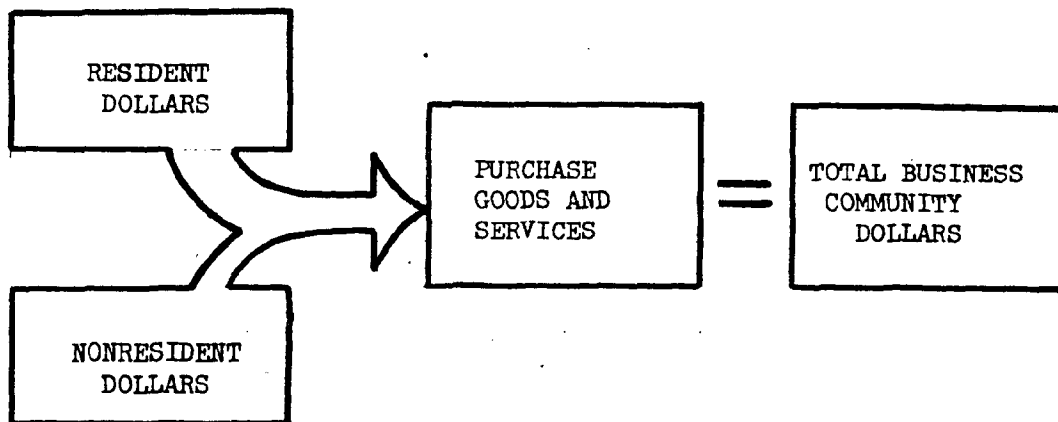 RESIDENT
DOLLARS
NONRESIDENT
DOLLARS
PURCHASE
GOODS AND
SERVICES
=
TOTAL BUSINESS
COMMUNITY
DOLLARS